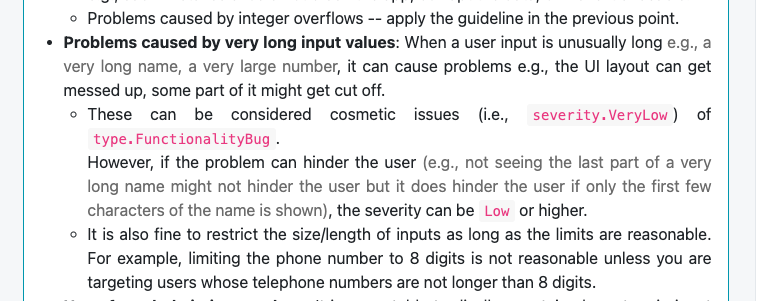 Problems caused by integer overflows -- apply the guideline in the previous point.
Problems caused by very long input values: When a user input is unusually long e.g., a
very long name, a very large number, it can cause problems e.g., the UI layout can get
messed up, some part of it might get cut off.
These can be considered cosmetic issues (i.e., severity.VeryLow ) of
type.FunctionalityBug .
However, if the problem can hinder the user (e.g., not seeing the last part of a very
long name might not hinder the user but it does hinder the user if only the first few
characters of the name is shown), the severity can be Low or higher.
It is also fine to restrict the size/length of inputs as long as the limits are reasonable.
For example, limiting the phone number to 8 digits is not reasonable unless you are
targeting users whose telephone numbers are not longer than 8 digits.